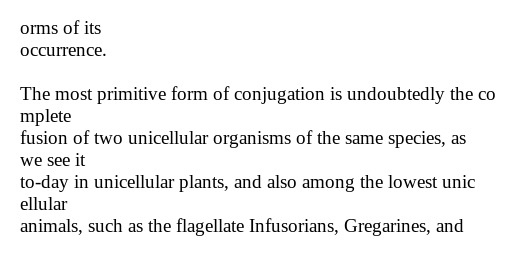 orms of its
occurrence.

The most primitive form of conjugation is undoubtedly the co
mplete
fusion of two unicellular organisms of the same species, as
we see it
to-day in unicellular plants, and also among the lowest unic
ellular
animals, such as the flagellate Infusorians, Gregarines, and